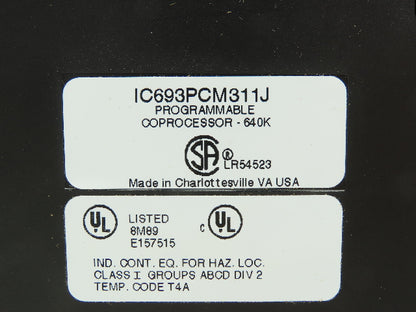 IC693PCM311J
PROGRAMMABLE
COPROCESSOR - 640K
SA ® LR54523
Made in Charlottesville VA USA
UL LISTED c UL
8M89
E157515
IND. CONT. EQ. FOR HAZ. LOC.
CLASS I GROUPS ABCD DIV 2
TEMP. CODE T4A